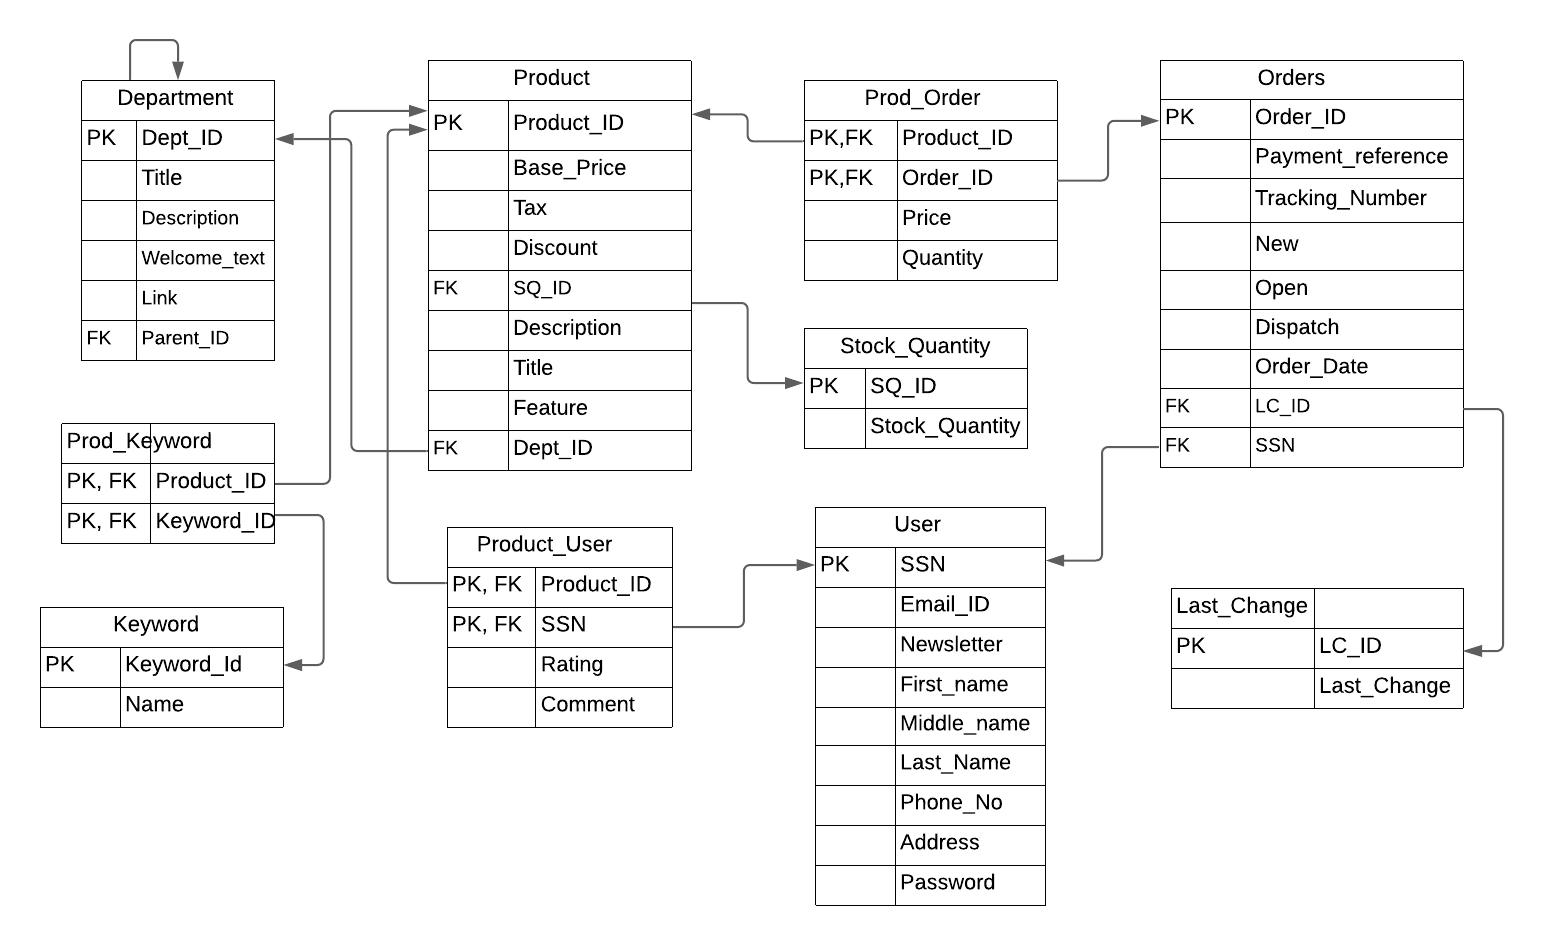 Department
PK Dept_ID
Title
Description
Welcome_text
Link
FK Parent_ID
Product
PK Product_ID
Base_Price
Tax
Discount
FK SQ_ID
Description
Title
Feature
FK Dept_ID
Prod_Order
PK,FK Product_ID
PK,FK Order_ID
Price
Quantity
Orders
PK Order_ID
Payment_reference
Tracking_Number
New
Open
Dispatch
Order_Date
FK LC_ID
FK SSN
Stock_Quantity
PK SQ_ID
Stock_Quantity
Prod_Keyword
PK, FK Product_ID
PK, FK Keyword_ID
Product_User
PK, FK Product_ID
PK, FK SSN
Rating
Comment
User
PK SSN
Email_ID
Newsletter
First_name
Middle_name
Last_Name
Phone_No
Address
Password
Last_Change
PK LC_ID
Last_Change
Keyword
PK Keyword_Id
Name